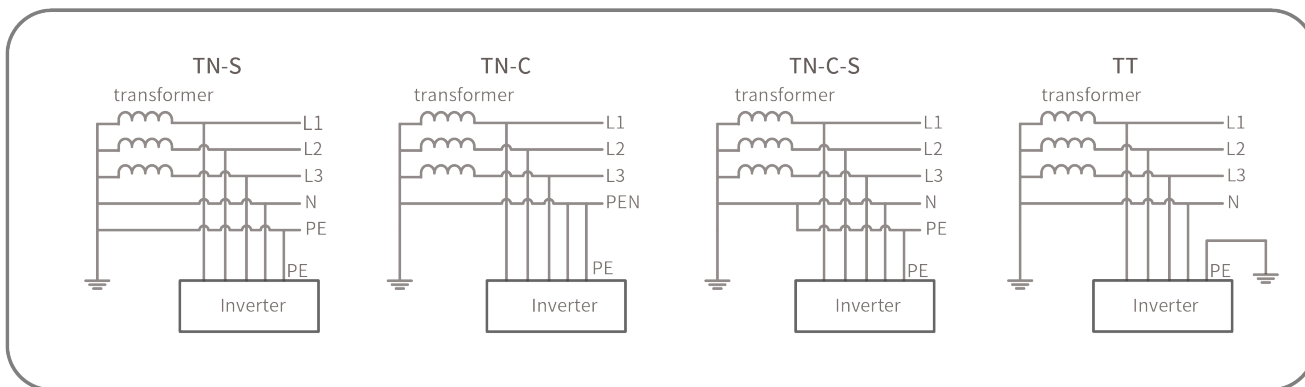 TN-S
transformer
L1
L2
L3
N
PE
PE
Inverter
TN-C
transformer
L1
L2
L3
PEN
PE
Inverter
TN-C-S
transformer
L1
L2
L3
N
PE
PE
Inverter
TT
transformer
L1
L2
L3
N
PE
Inverter